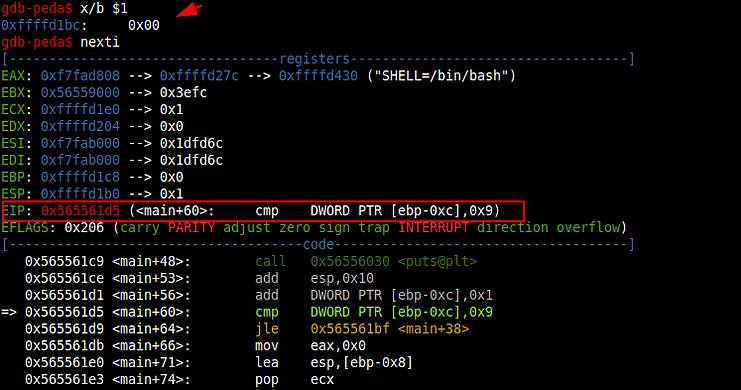 gdb-peda$ x/b $1
0xffffd1bc:     0x00
gdb-peda$ nexti
[----------------------------------registers-----------------------------------]
EAX: 0xf7fad808 --> 0xffffd27c --> 0xffffd430 ("SHELL=/bin/bash")
EBX: 0x56559000 --> 0x3efc
ECX: 0xffffd1e0 --> 0x1
EDX: 0xffffd204 --> 0x0
ESI: 0xf7fab000 --> 0x1dfd6c
EDI: 0xf7fab000 --> 0x1dfd6c
EBP: 0xffffd1c8 --> 0x0
ESP: 0xffffd1b0 --> 0x1
EIP: 0x565561d5 (<main+60>:     cmp    DWORD PTR [ebp-0xc],0x9)
EFLAGS: 0x206 (carry PARITY adjust zero sign trap INTERRUPT direction overflow)
[-------------------------------------code-------------------------------------]
   0x565561c9 <main+48>:        call   0x56556030 <puts@plt>
   0x565561ce <main+53>:        add    esp,0x10
   0x565561d1 <main+56>:        add    DWORD PTR [ebp-0xc],0x1
=> 0x565561d5 <main+60>:        cmp    DWORD PTR [ebp-0xc],0x9
   0x565561d9 <main+64>:        jle    0x565561bf <main+38>
   0x565561db <main+66>:        mov    eax,0x0
   0x565561e0 <main+71>:        lea    esp,[ebp-0x8]
   0x565561e3 <main+74>:        pop    ecx